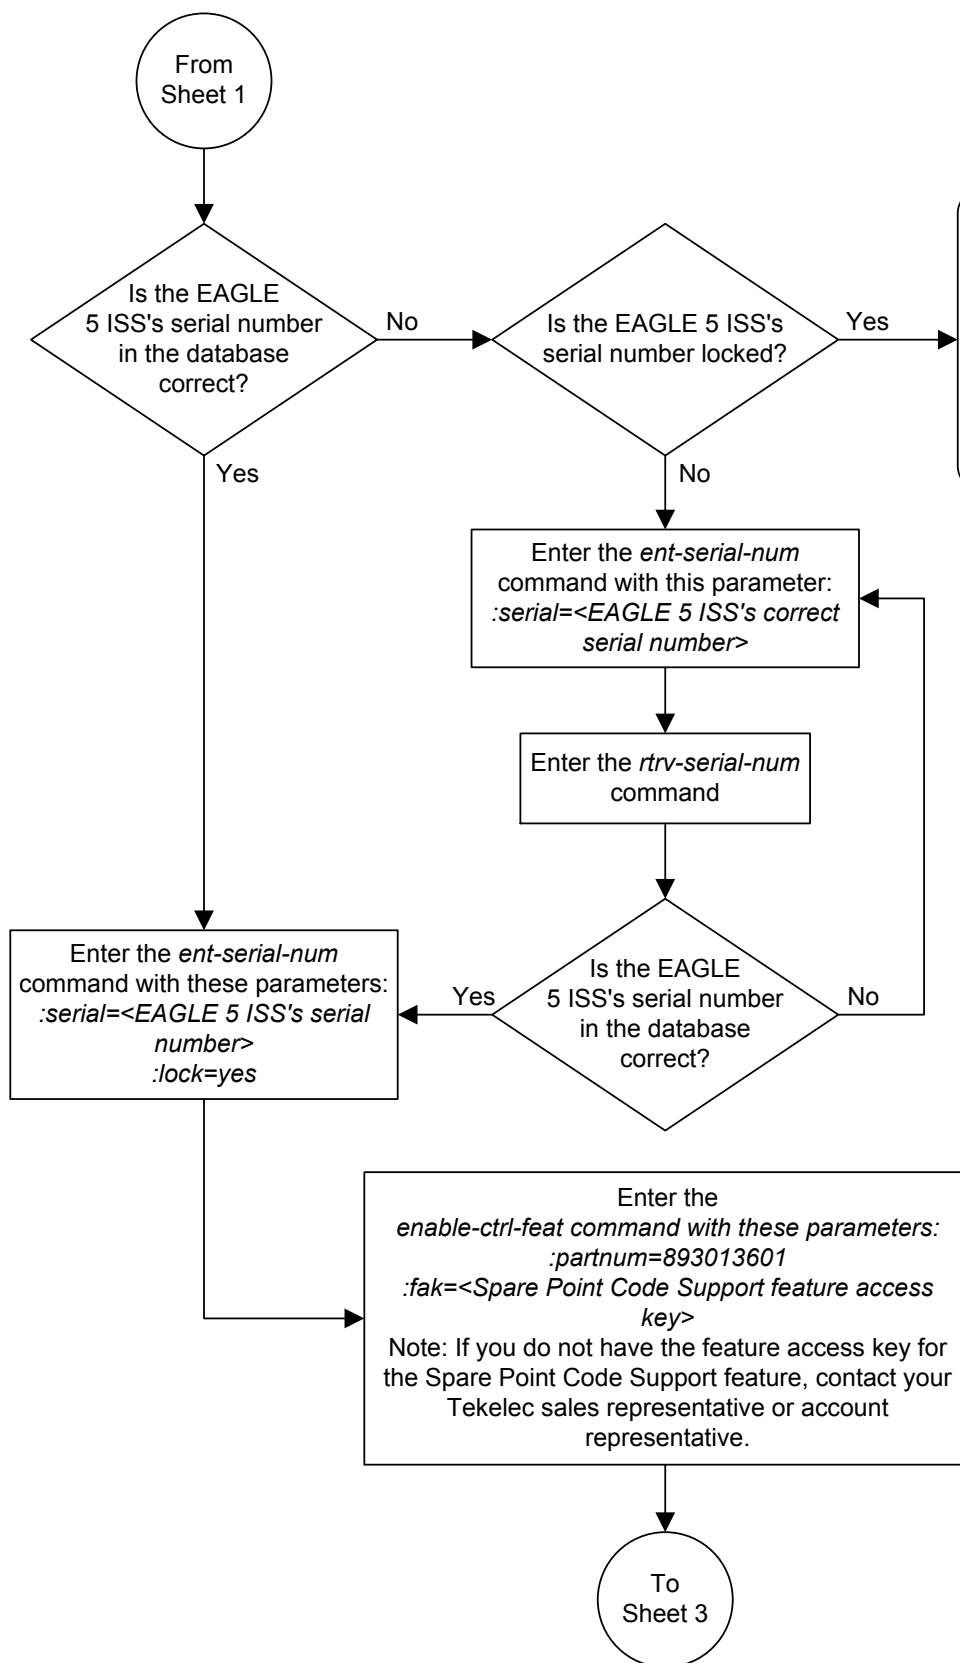 From
Sheet 1
Is the EAGLE
5 ISS's serial number
in the database
correct?
No
Is the EAGLE 5 ISS's
serial number locked?
Yes
Yes
No
Enter the ent-serial-num
command with this parameter:
:serial=<EAGLE 5 ISS's correct
serial number>
Enter the rtrv-serial-num
command
Is the EAGLE
5 ISS's serial number
in the database
correct?
Yes
No
Enter the ent-serial-num
command with these parameters:
:serial=<EAGLE 5 ISS's serial
number>
:lock=yes
Enter the
enable-ctrl-feat command with these parameters:
:partnum=893013601
:fak=<Spare Point Code Support feature access
key>
Note: If you do not have the feature access key for
the Spare Point Code Support feature, contact your
Tekelec sales representative or account
representative.
To
Sheet 3